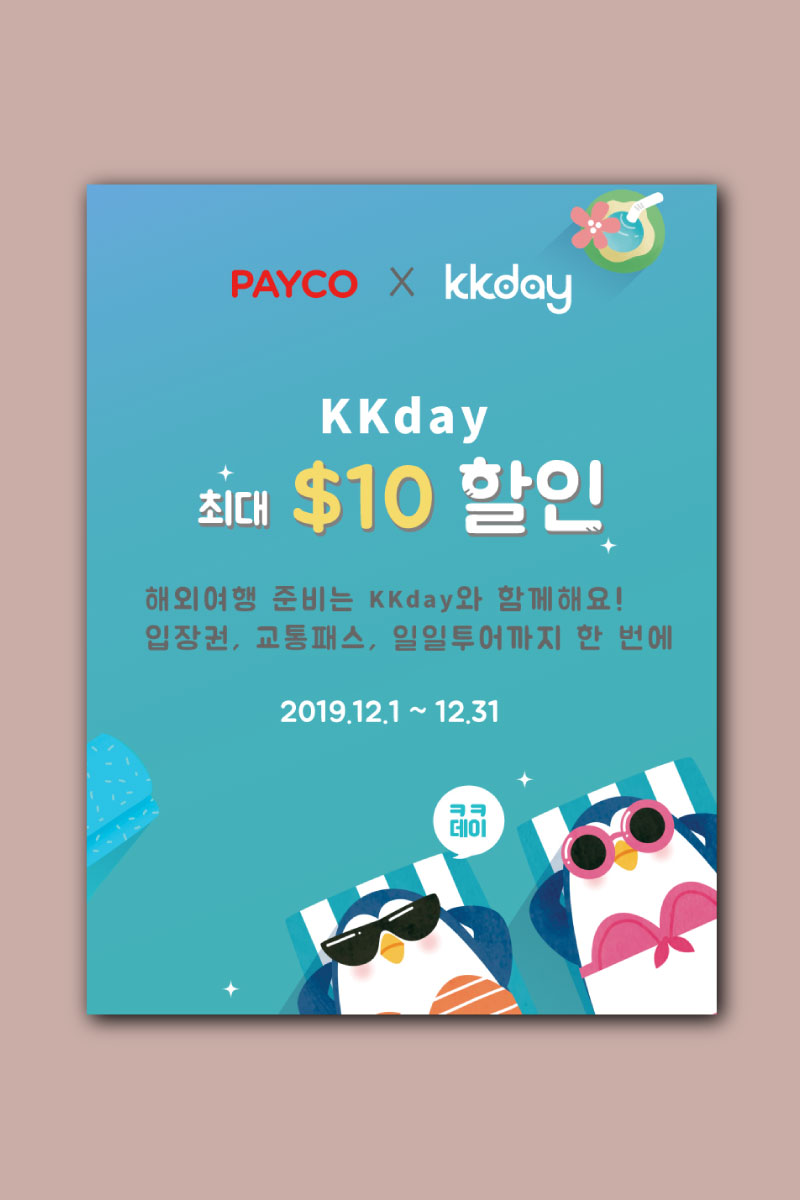 PAYCO X kkday
KKday
최대 $10 할인
해외여행 준비는 KKday와 함께해요!
입장권, 교통패스, 일일투어까지 한 번에
2019.12.1 ~ 12.31
ㅋㅋ
데이